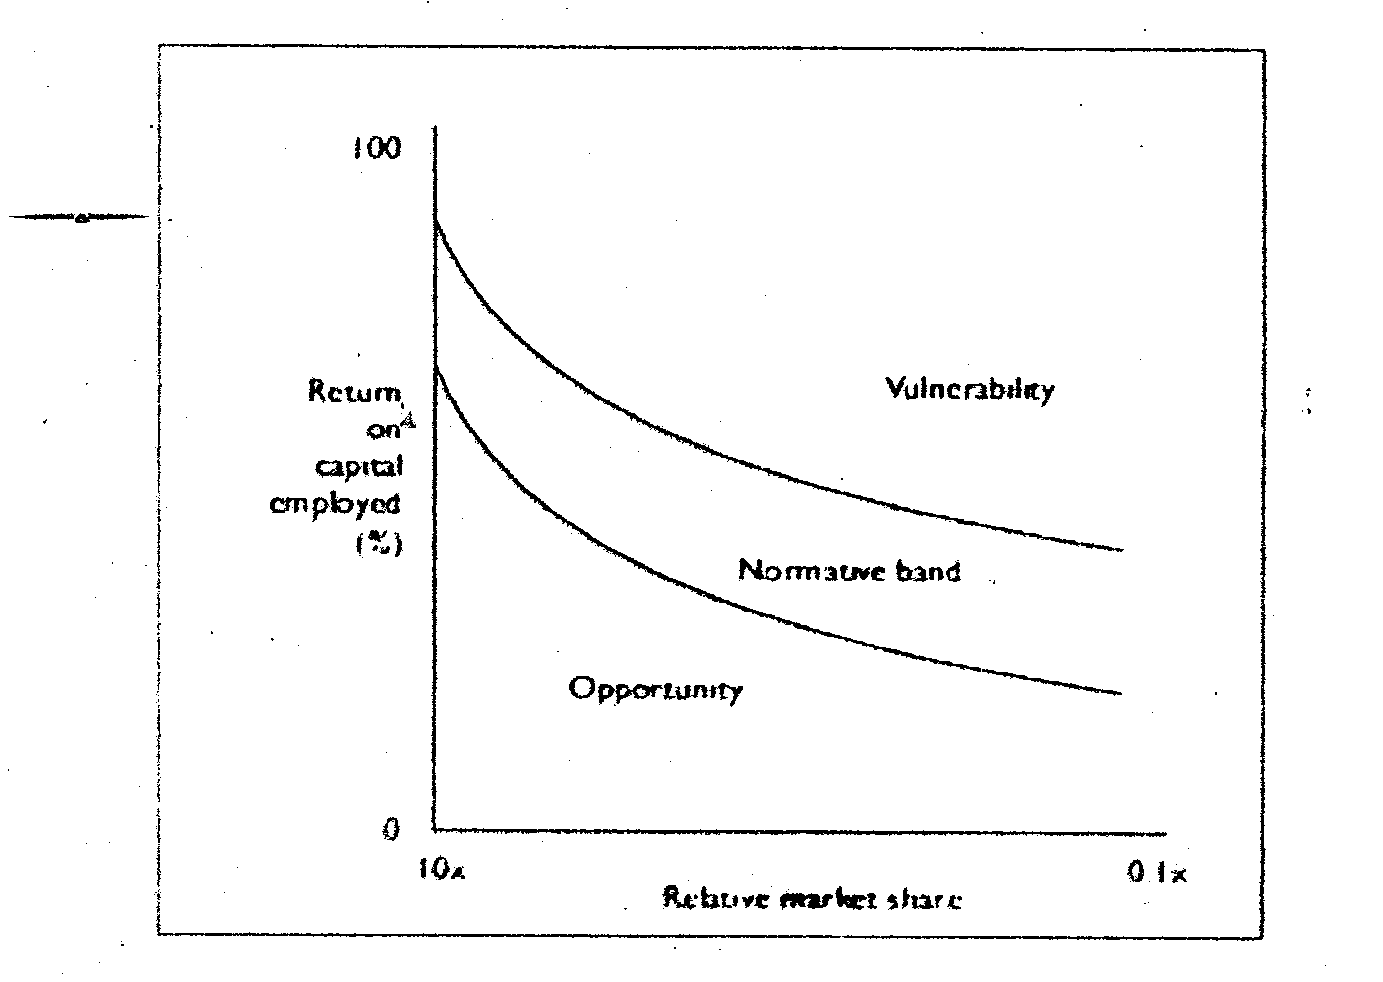 100
Return
on
capital
employed
(%)
Vulnerability
Normative band
Opportunity
0
10x
0.1x
Relative market share